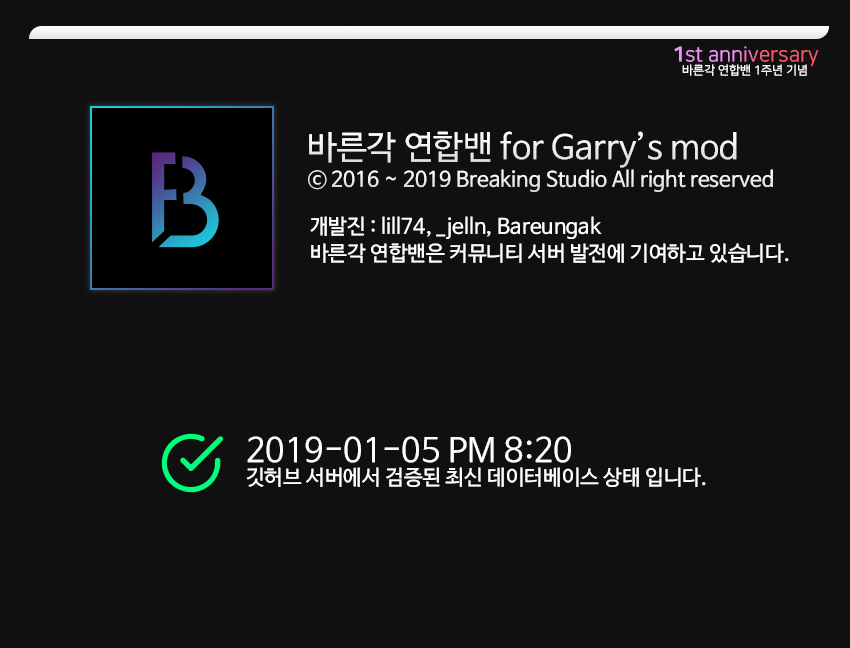 1st anniversary
바른각 연합밴 1주년 기념
바른각 연합밴 for Garry's mod
© 2016 ~ 2019 Breaking Studio All right reserved
개발진 : lill74, _jelln, Bareungak
바른각 연합밴은 커뮤니티 서버 발전에 기여하고 있습니다.
2019-01-05 PM 8:20
깃허브 서버에서 검증된 최신 데이터베이스 상태 입니다.